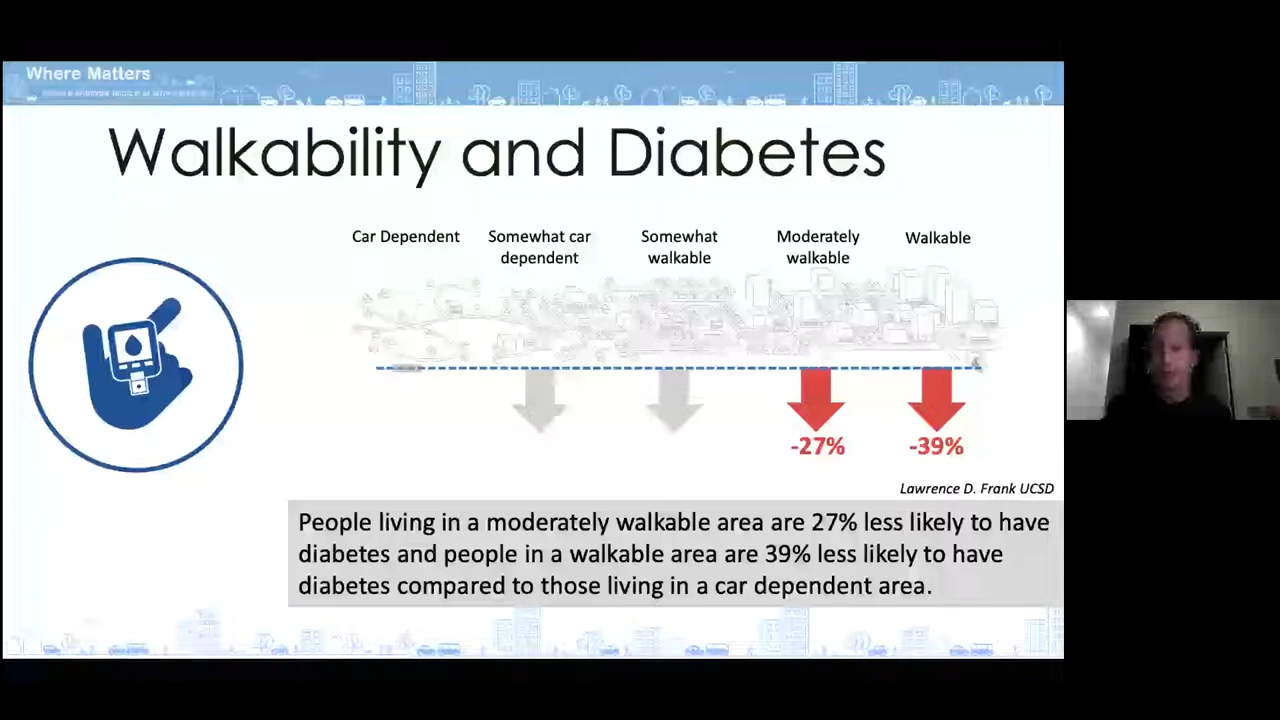 Where Matters
Walkability and Diabetes
Car Dependent
Somewhat car
dependent
Somewhat
walkable
Moderately
walkable
Walkable
-27%
-39%
Lawrence D. Frank UCSD
People living in a moderately walkable area are 27% less likely to have
diabetes and people in a walkable area are 39% less likely to have
diabetes compared to those living in a car dependent area.